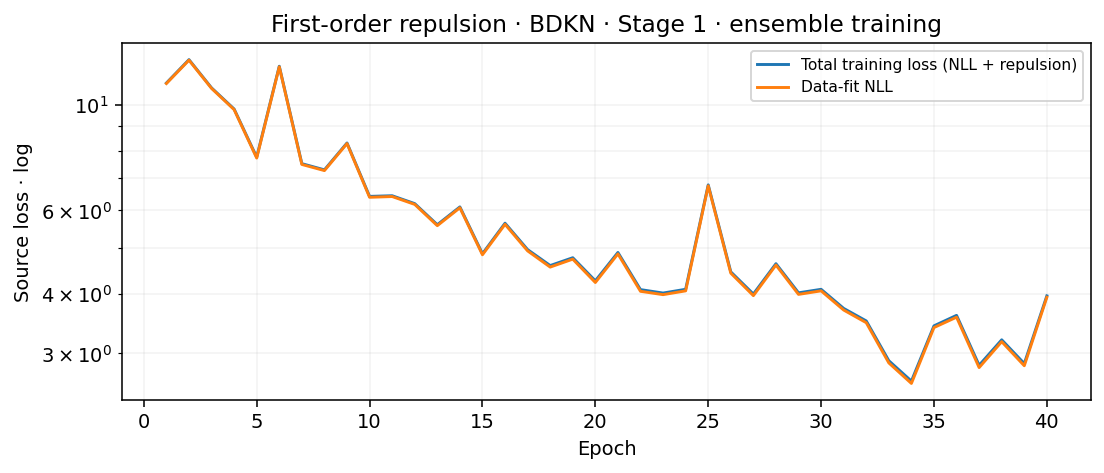 First-order repulsion · BDKN · Stage 1 · ensemble training
Total training loss (NLL + repulsion)
Data-fit NLL
Source loss · log
10¹
6 × 10⁰
4 × 10⁰
3 × 10⁰
0 5 10 15 20 25 30 35 40
Epoch